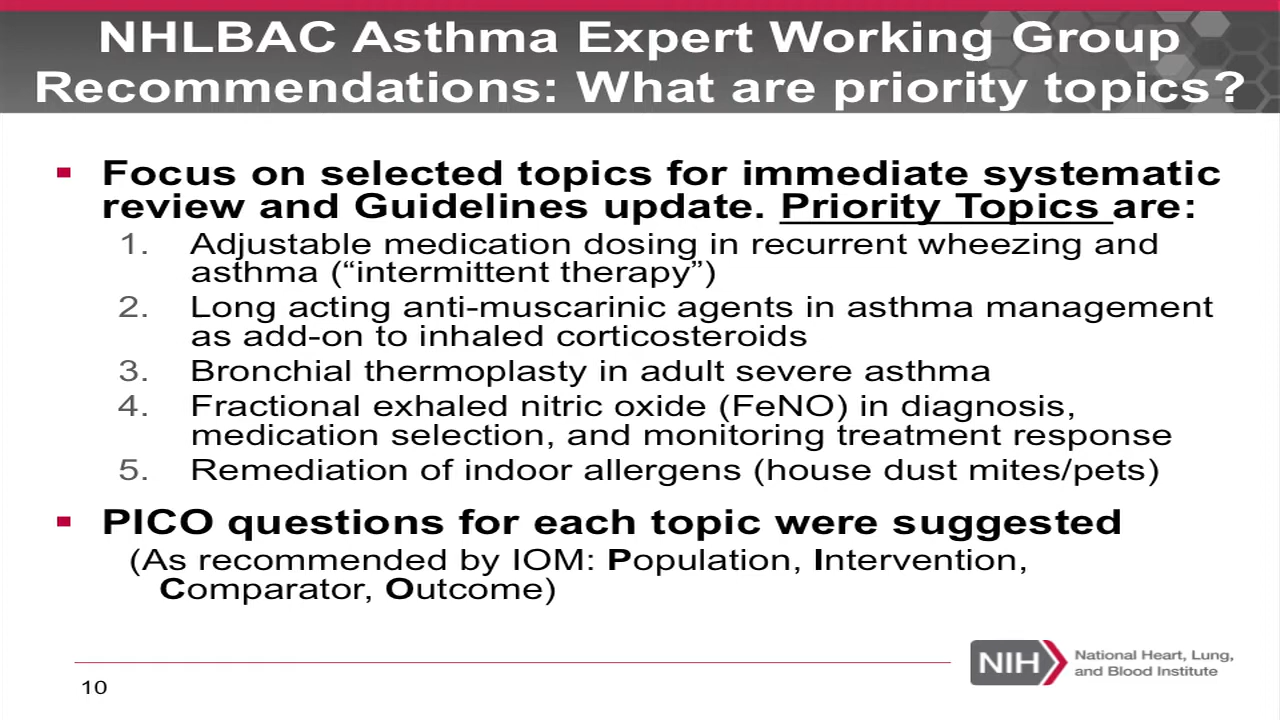 NHLBAC Asthma Expert Working Group
Recommendations: What are priority topics?
▪ Focus on selected topics for immediate systematic
review and Guidelines update. Priority Topics are:
1. Adjustable medication dosing in recurrent wheezing and
asthma (“intermittent therapy”)
2. Long acting anti-muscarinic agents in asthma management
as add-on to inhaled corticosteroids
3. Bronchial thermoplasty in adult severe asthma
4. Fractional exhaled nitric oxide (FeNO) in diagnosis,
medication selection, and monitoring treatment response
5. Remediation of indoor allergens (house dust mites/pets)
▪ PICO questions for each topic were suggested
(As recommended by IOM: Population, Intervention,
Comparator, Outcome)
NIH National Heart, Lung,
and Blood Institute
10